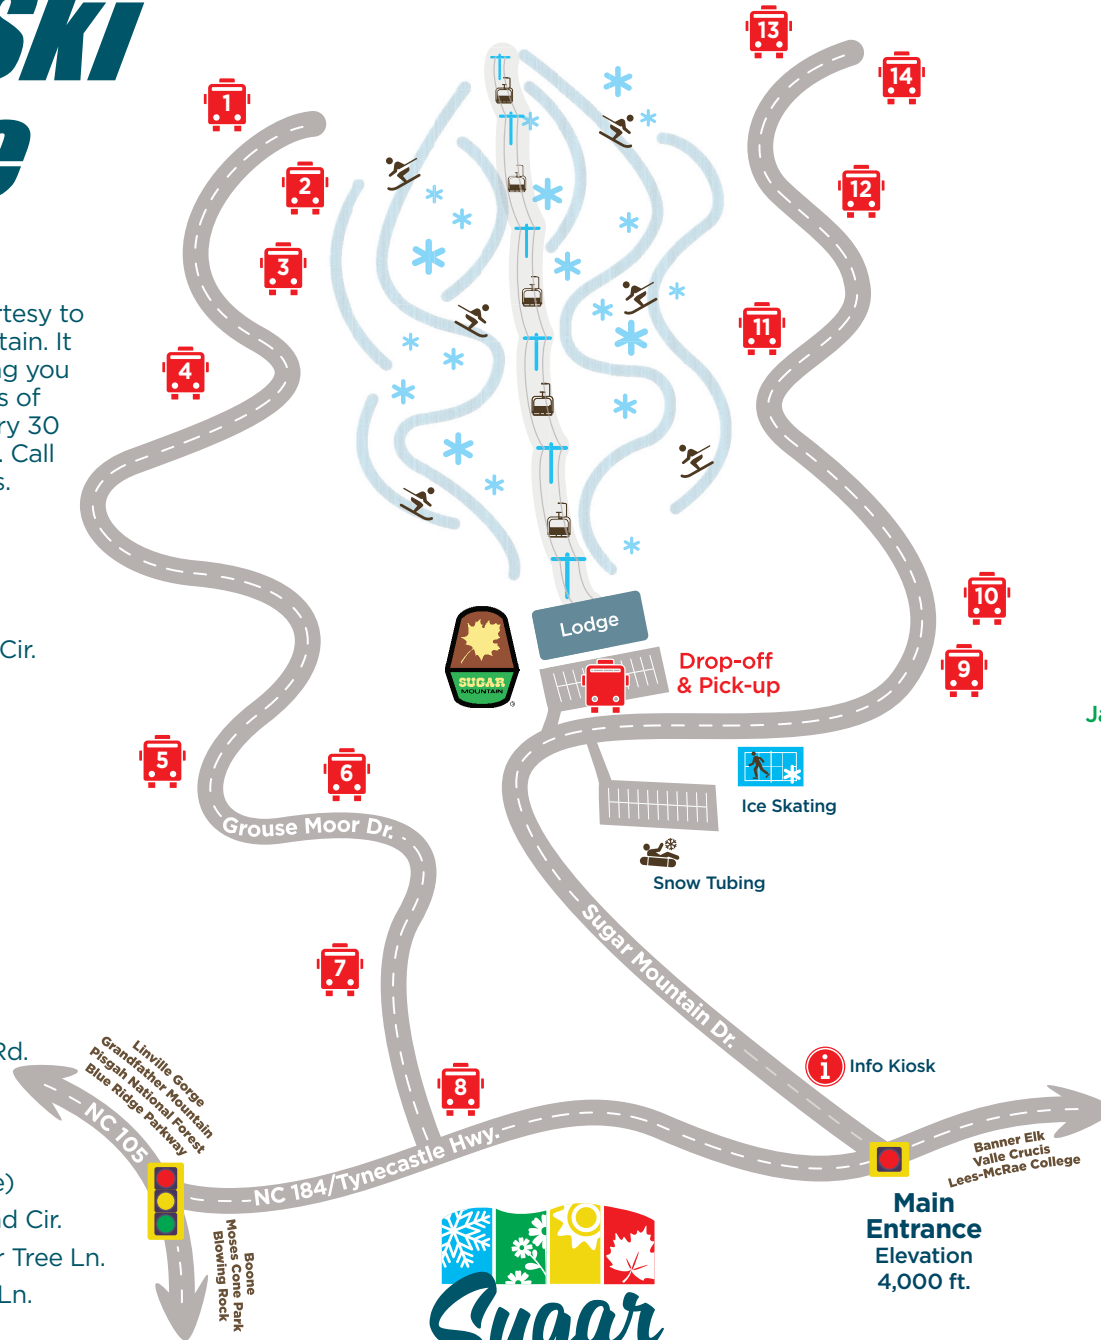 SKI
1
2
3
4
5
6
7
8
9
10
11
12
13
14
rtesy to
tain. It
ng you
s of
ry 30
. Call
s.
Cir.
Lodge
SUGAR
MOUNTAIN
®
Drop-off
& Pick-up
Ice Skating
Snow Tubing
Ja
Grouse Moor Dr.
Sugar Mountain Dr.
i
Info Kiosk
Rd.
Linville Gorge
Grandfather Mountain
Pisgah National Forest
Blue Ridge Parkway
NC 105
NC 184/Tynecastle Hwy.
Banner Elk
Valle Crucis
Lees-McRae College
Main
Entrance
Elevation
4,000 ft.
e)
nd Cir.
r Tree Ln.
Ln.
Boone
Moses Cone Park
Blowing Rock
Sugar